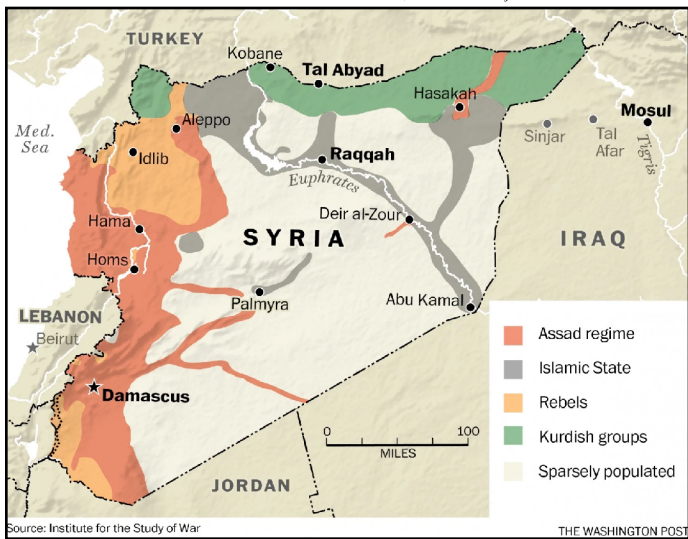 TURKEY
Kobane
Tal Abyad
Hasakah
Mosul
Aleppo
Med.
Sea
Sinjar
Tal
Afar
Tigris
Idlib
Raqqah
Euphrates
Deir al-Zour
Hama
SYRIA
IRAQ
Homs
Palmyra
Abu Kamal
LEBANON
Beirut
Damascus
Assad regime
Islamic State
Rebels
Kurdish groups
Sparsely populated
0
100
MILES
JORDAN
Source: Institute for the Study of War
THE WASHINGTON POST